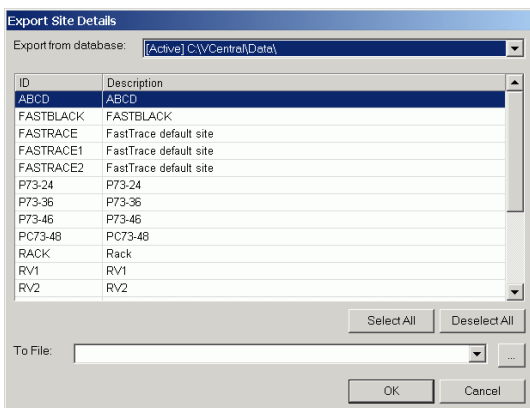 Export Site Details
Export from database: [Active] C:\VCentral\Data\
ID Description
ABCD ABCD
FASTBLACK FASTBLACK
FASTRACE FastTrace default site
FASTRACE1 FastTrace default site
FASTRACE2 FastTrace default site
P73-24 P73-24
P73-36 P73-36
P73-46 P73-46
PC73-48 PC73-48
RACK Rack
RV1 RV1
RV2 RV2
Select All Deselect All
To File: ...
OK Cancel